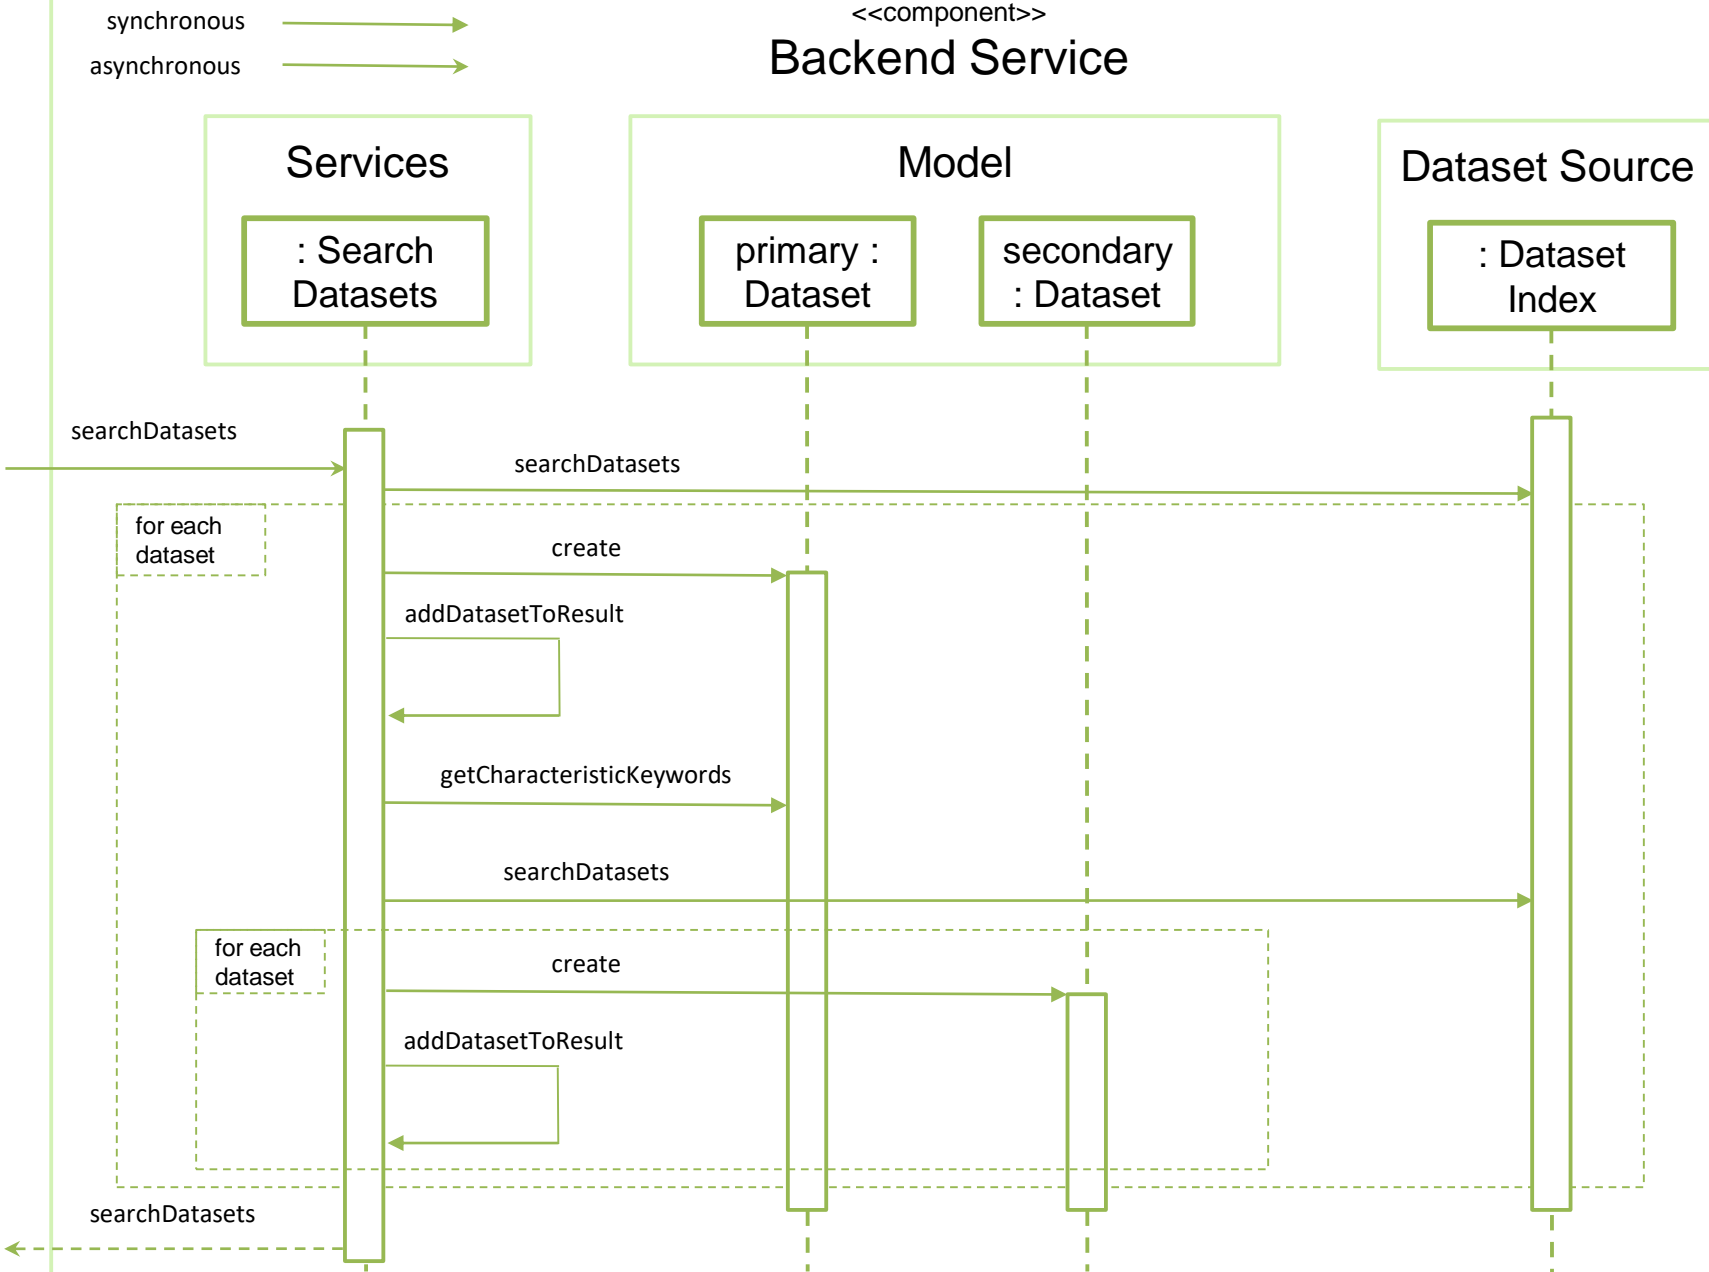 synchronous
asynchronous
<<component>>
Backend Service
Services
Model
Dataset Source
: Search
Datasets
primary :
Dataset
secondary
: Dataset
: Dataset
Index
searchDatasets
searchDatasets
for each
dataset
create
addDatasetToResult
getCharacteristicKeywords
searchDatasets
for each
dataset
create
addDatasetToResult
searchDatasets